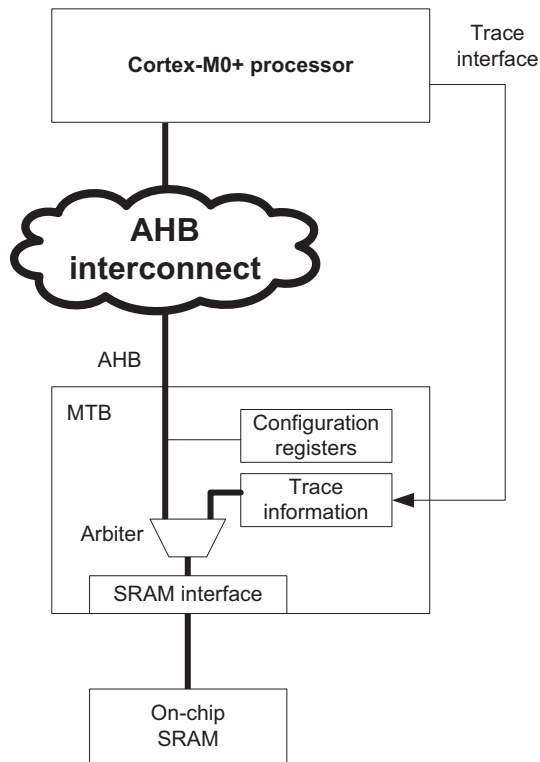 Trace
interface
Cortex-M0+ processor
AHB
interconnect
AHB
MTB
Configuration
registers
Trace
information
Arbiter
SRAM interface
On-chip
SRAM